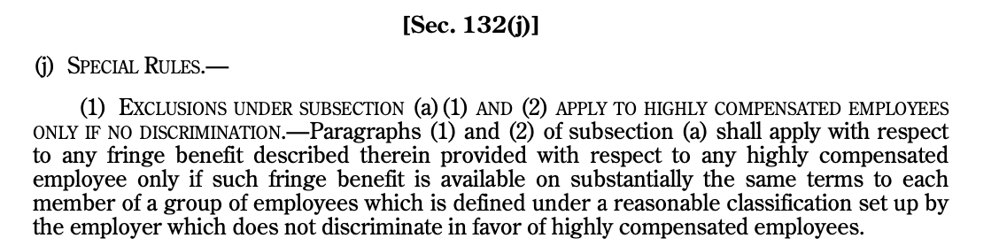 [Sec. 132(j)]
(j) SPECIAL RULES.—
(1) EXCLUSIONS UNDER SUBSECTION (a)(1) AND (2) APPLY TO HIGHLY COMPENSATED EMPLOYEES
ONLY IF NO DISCRIMINATION.—Paragraphs (1) and (2) of subsection (a) shall apply with respect
to any fringe benefit described therein provided with respect to any highly compensated
employee only if such fringe benefit is available on substantially the same terms to each
member of a group of employees which is defined under a reasonable classification set up by
the employer which does not discriminate in favor of highly compensated employees.